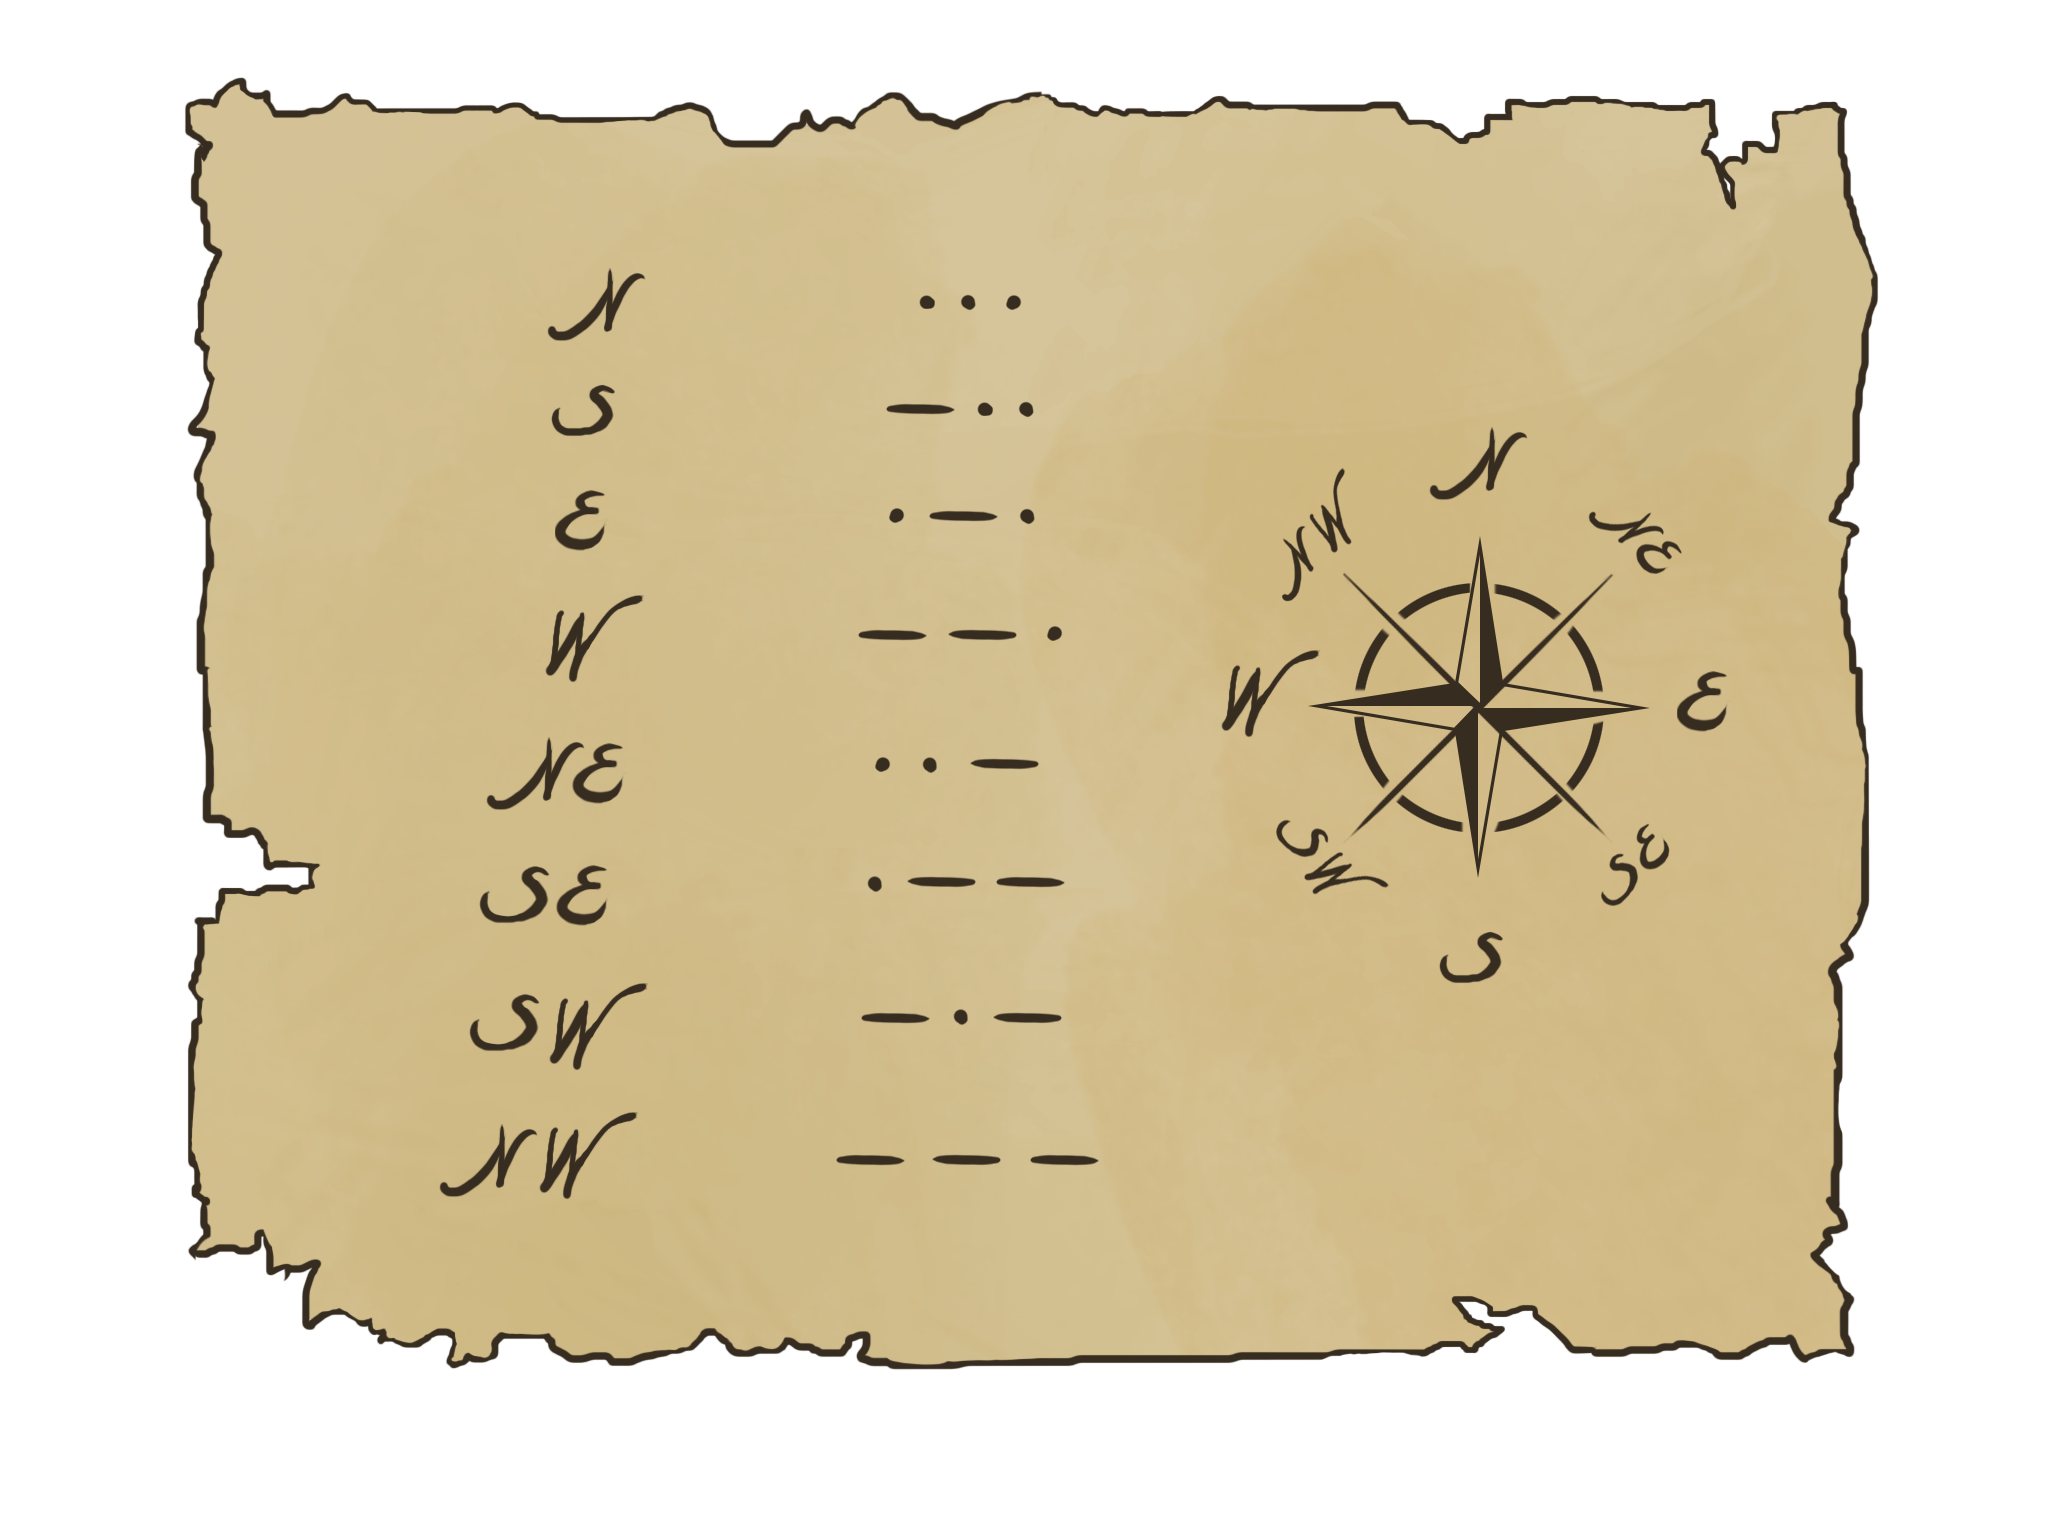 N ...
S —..
E .—.
W ——.
NE ..—
SE .——
SW —.—
NW ———
N
NW NE
W E
SW SE
S